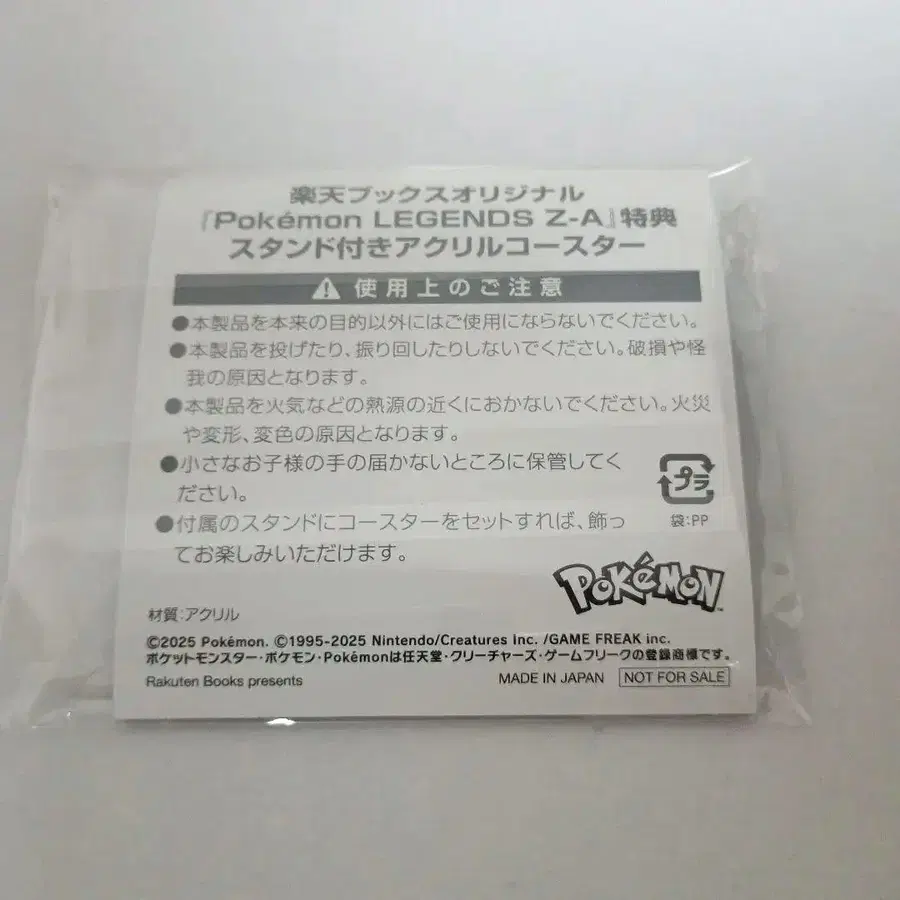 楽天ブックスオリジナル
『Pokémon LEGENDS Z-A』特典
スタンド付きアクリルコースター
使用上のご注意
●本製品を本来の目的以外にはご使用にならないでください。
●本製品を投げたり、振り回したりしないでください。破損や怪
我の原因となります。
●本製品を火気などの熱源の近くにおかないでください。火災
や変形、変色の原因となります。
●小さなお子様の手の届かないところに保管してく
ださい。
プラ
袋:PP
●付属のスタンドにコースターをセットすれば、飾っ
てお楽しみいただけます。
POKéMON
材質:アクリル
©2025 Pokémon. ©1995-2025 Nintendo/Creatures inc. /GAME FREAK inc.
ポケットモンスター・ポケモン・Pokémonは任天堂・クリーチャーズ・ゲームフリークの登録商標です。
Rakuten Books presents
MADE IN JAPAN
NOT FOR SALE